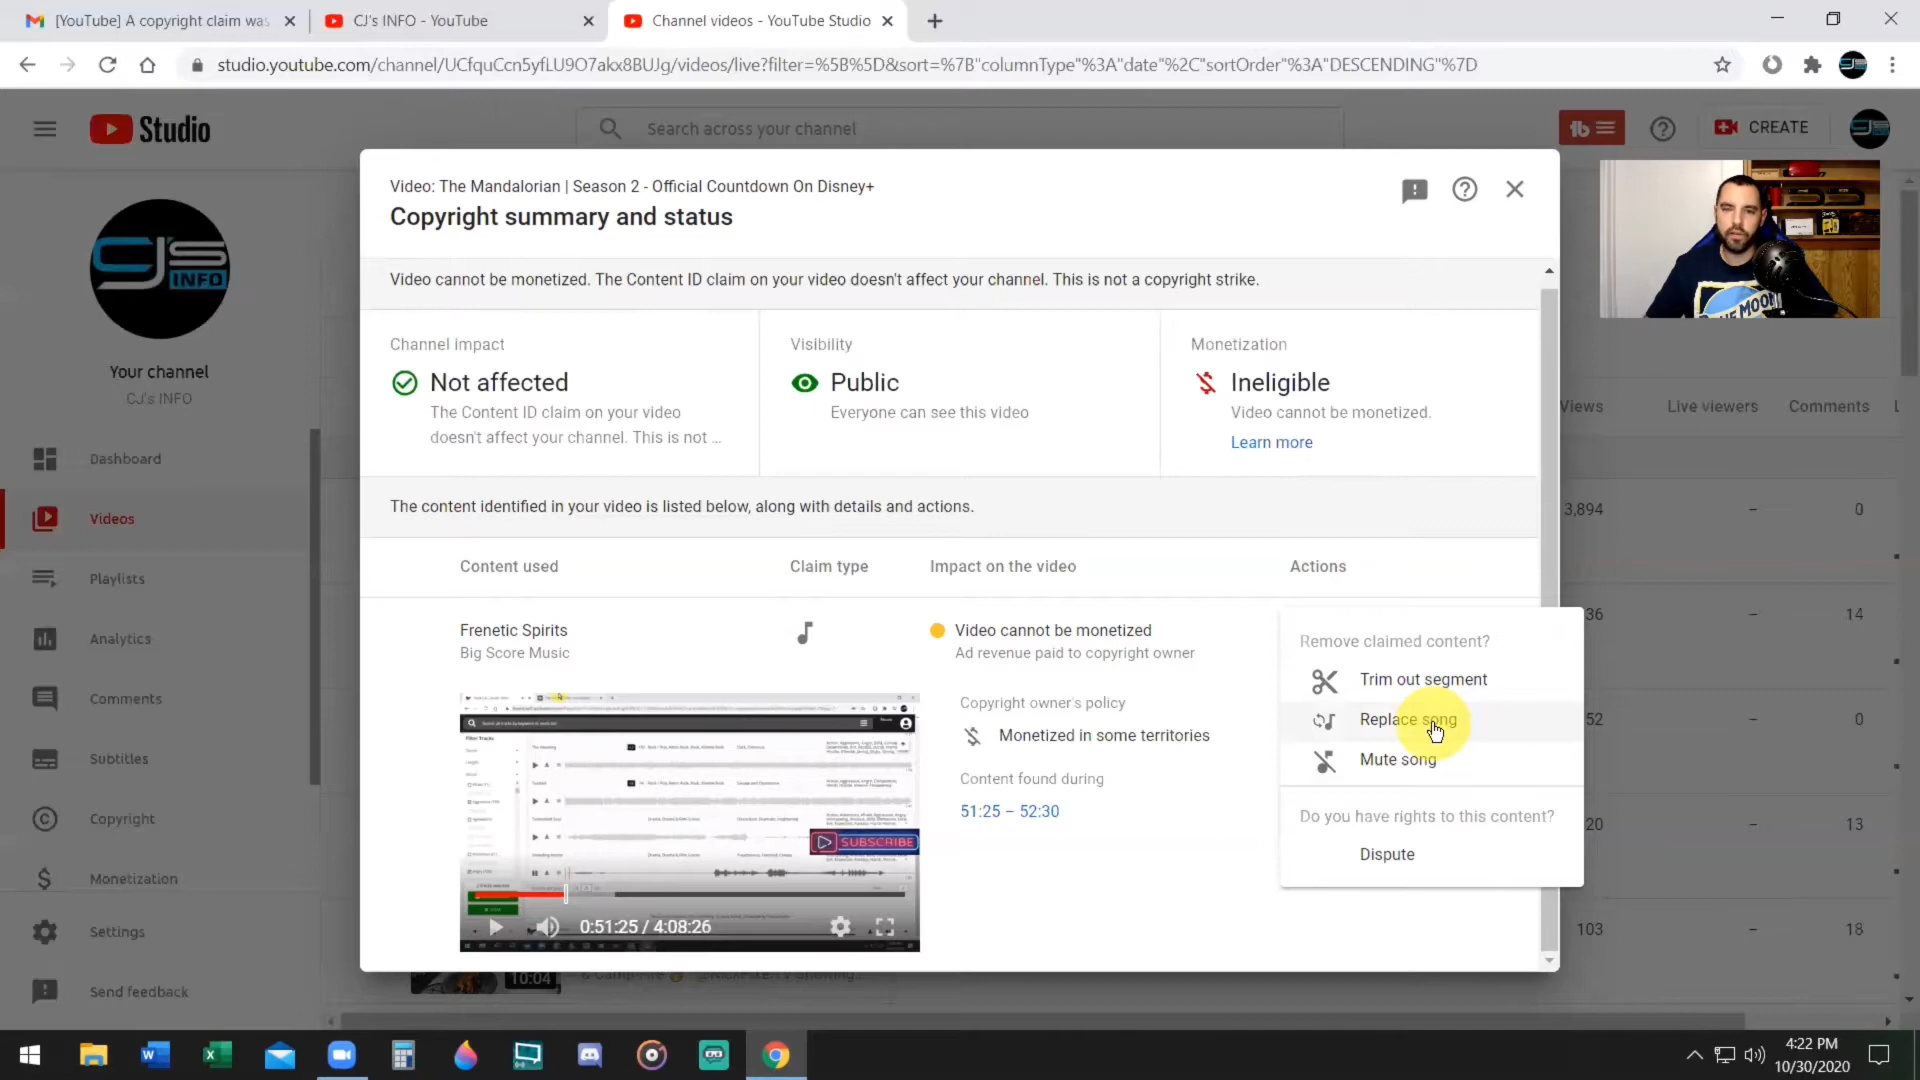 [YouTube] A copyright claim was
CJ's INFO - YouTube
Channel videos - YouTube Studio
studio.youtube.com/channel/UCfquCcn5yfLU9O7akx8BUJg/videos/live?filter=%5B%5D&sort=%7B"columnType"%3A"date"%2C"sortOrder"%3A"DESCENDING"%7D
Studio
Search across your channel
CREATE
Video: The Mandalorian | Season 2 - Official Countdown On Disney+
Copyright summary and status
Video cannot be monetized. The Content ID claim on your video doesn't affect your channel. This is not a copyright strike.
Channel impact
Not affected
The Content ID claim on your video
doesn't affect your channel. This is not ...
Visibility
Public
Everyone can see this video
Monetization
Ineligible
Video cannot be monetized.
Learn more
The content identified in your video is listed below, along with details and actions.
Content used
Claim type
Impact on the video
Actions
Frenetic Spirits
Big Score Music
Video cannot be monetized
Ad revenue paid to copyright owner
Copyright owner's policy
Monetized in some territories
Content found during
51:25 – 52:30
Remove claimed content?
Trim out segment
Replace song
Mute song
Do you have rights to this content?
Dispute
SUBSCRIBE
0:51:25 / 4:08:26
10:04
CJ'S
INFO
Your channel
CJ's INFO
Dashboard
Videos
Playlists
Analytics
Comments
Subtitles
Copyright
Monetization
Settings
Send feedback
Views
Live viewers
Comments
3,894
–
0
36
–
14
52
–
0
20
–
13
103
–
18
4:22 PM
10/30/2020